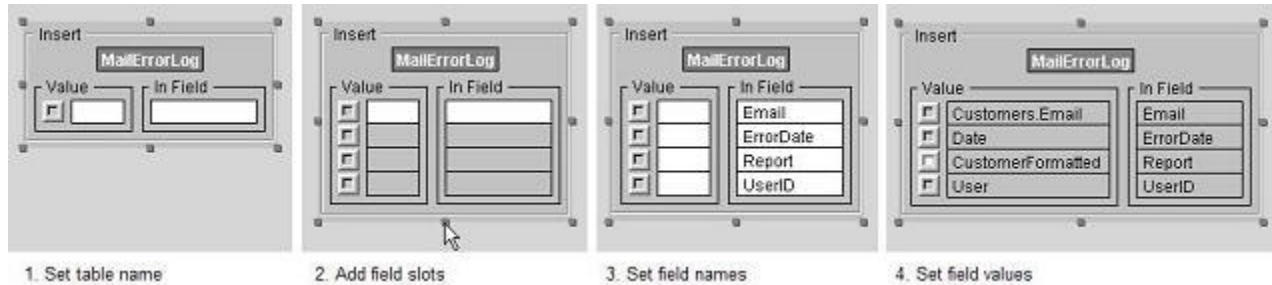 Insert
MailErrorLog
Value
In Field
1. Set table name
Insert
MailErrorLog
Value
In Field
2. Add field slots
Insert
MailErrorLog
Value
In Field
Email
ErrorDate
Report
UserID
3. Set field names
Insert
MailErrorLog
Value
In Field
Customers.Email
Email
Date
ErrorDate
CustomerFormatted
Report
User
UserID
4. Set field values